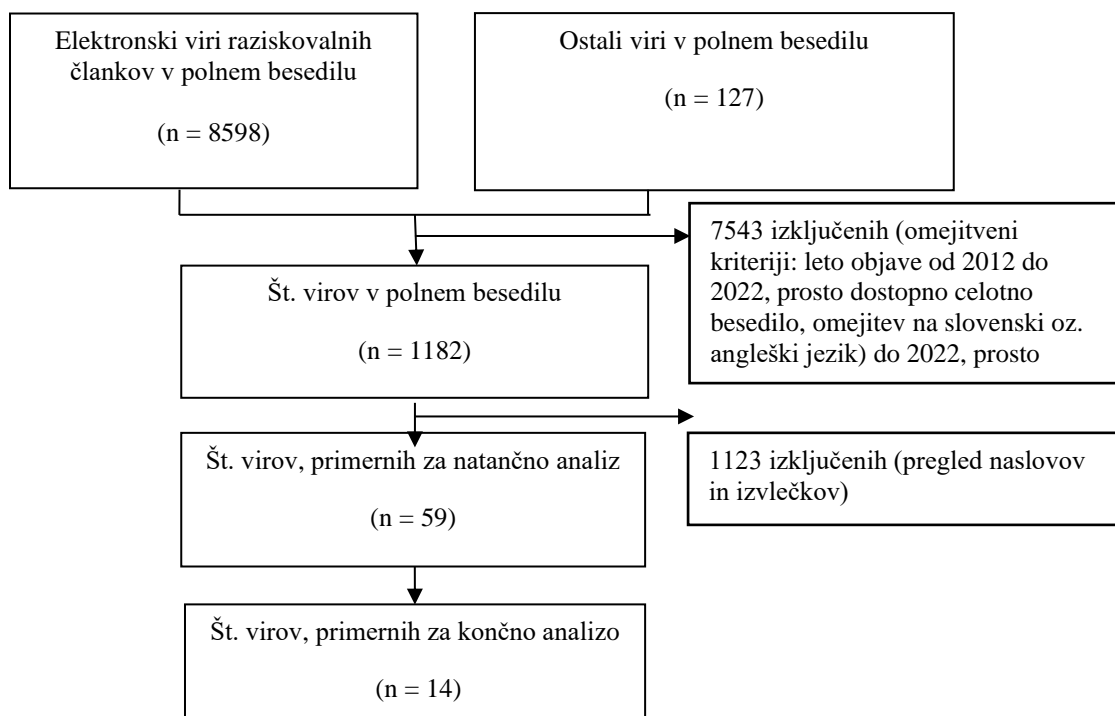 Elektronski viri raziskovalnih
člankov v polnem besedilu
(n = 8598)
Ostali viri v polnem besedilu
(n = 127)
7543 izključenih (omejitveni
kriteriji: leto objave od 2012 do
2022, prosto dostopno celotno
besedilo, omejitev na slovenski oz.
angleški jezik) do 2022, prosto
Št. virov v polnem besedilu
(n = 1182)
1123 izključenih (pregled naslovov
in izvlečkov)
Št. virov, primernih za natančno analiz
(n = 59)
Št. virov, primernih za končno analizo
(n = 14)